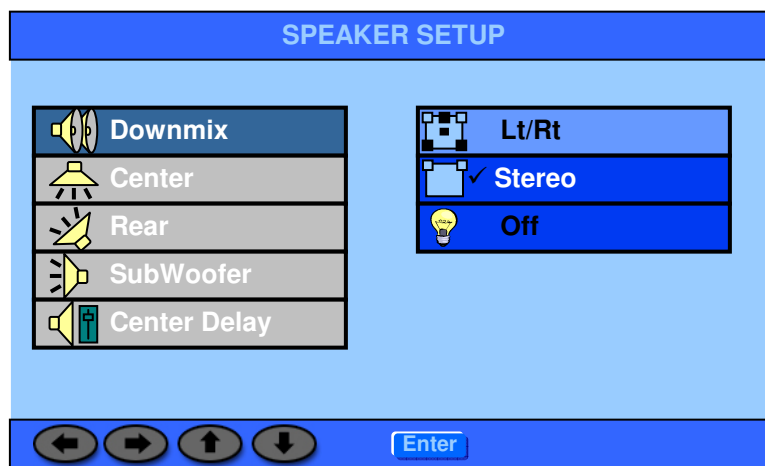 SPEAKER SETUP
Downmix
Center
Rear
SubWoofer
Center Delay
Lt/Rt
Stereo
Off
Enter